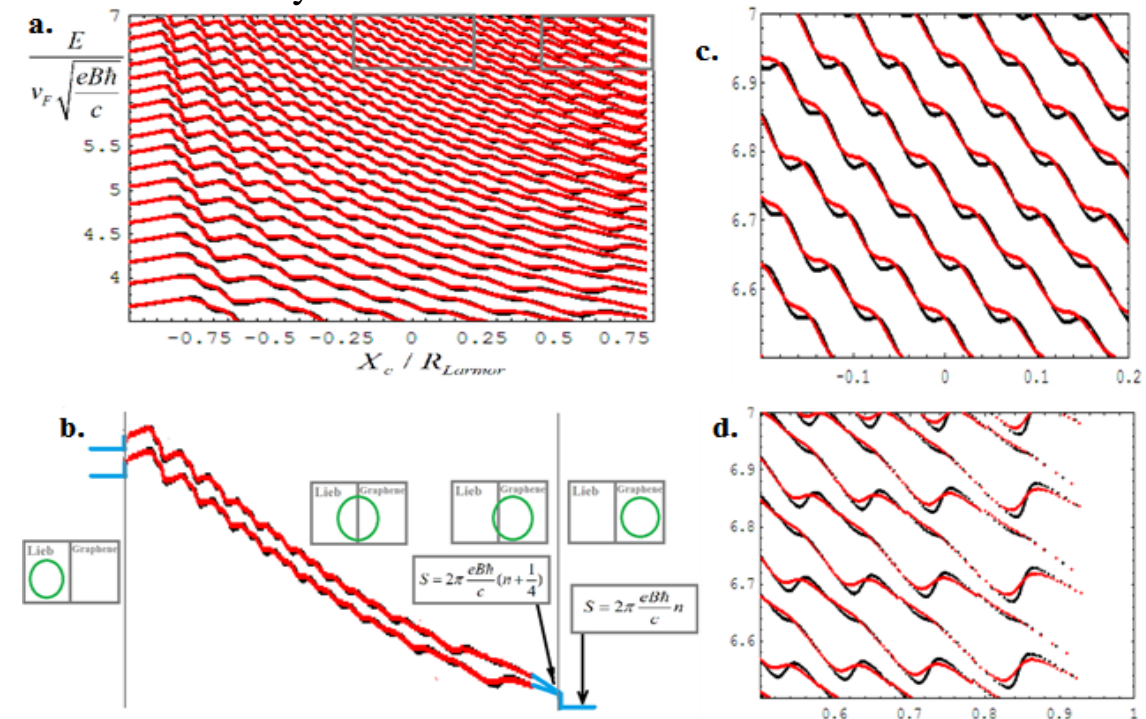 a.
E
v_F √(eBħ/c)
7
5.5
5
4.5
4
-0.75 -0.5 -0.25 0 0.25 0.5 0.75
X_c / R_Larmor
c.
7
6.9
6.8
6.7
6.6
-0.1 0 0.1 0.2
b.
Lieb Graphene
Lieb Graphene
Lieb Graphene
Lieb Graphene
S = 2π eBħ/c (n + 1/4)
S = 2π eBħ/c n
d.
7
6.9
6.8
6.7
6.6
0.6 0.7 0.8 0.9 1